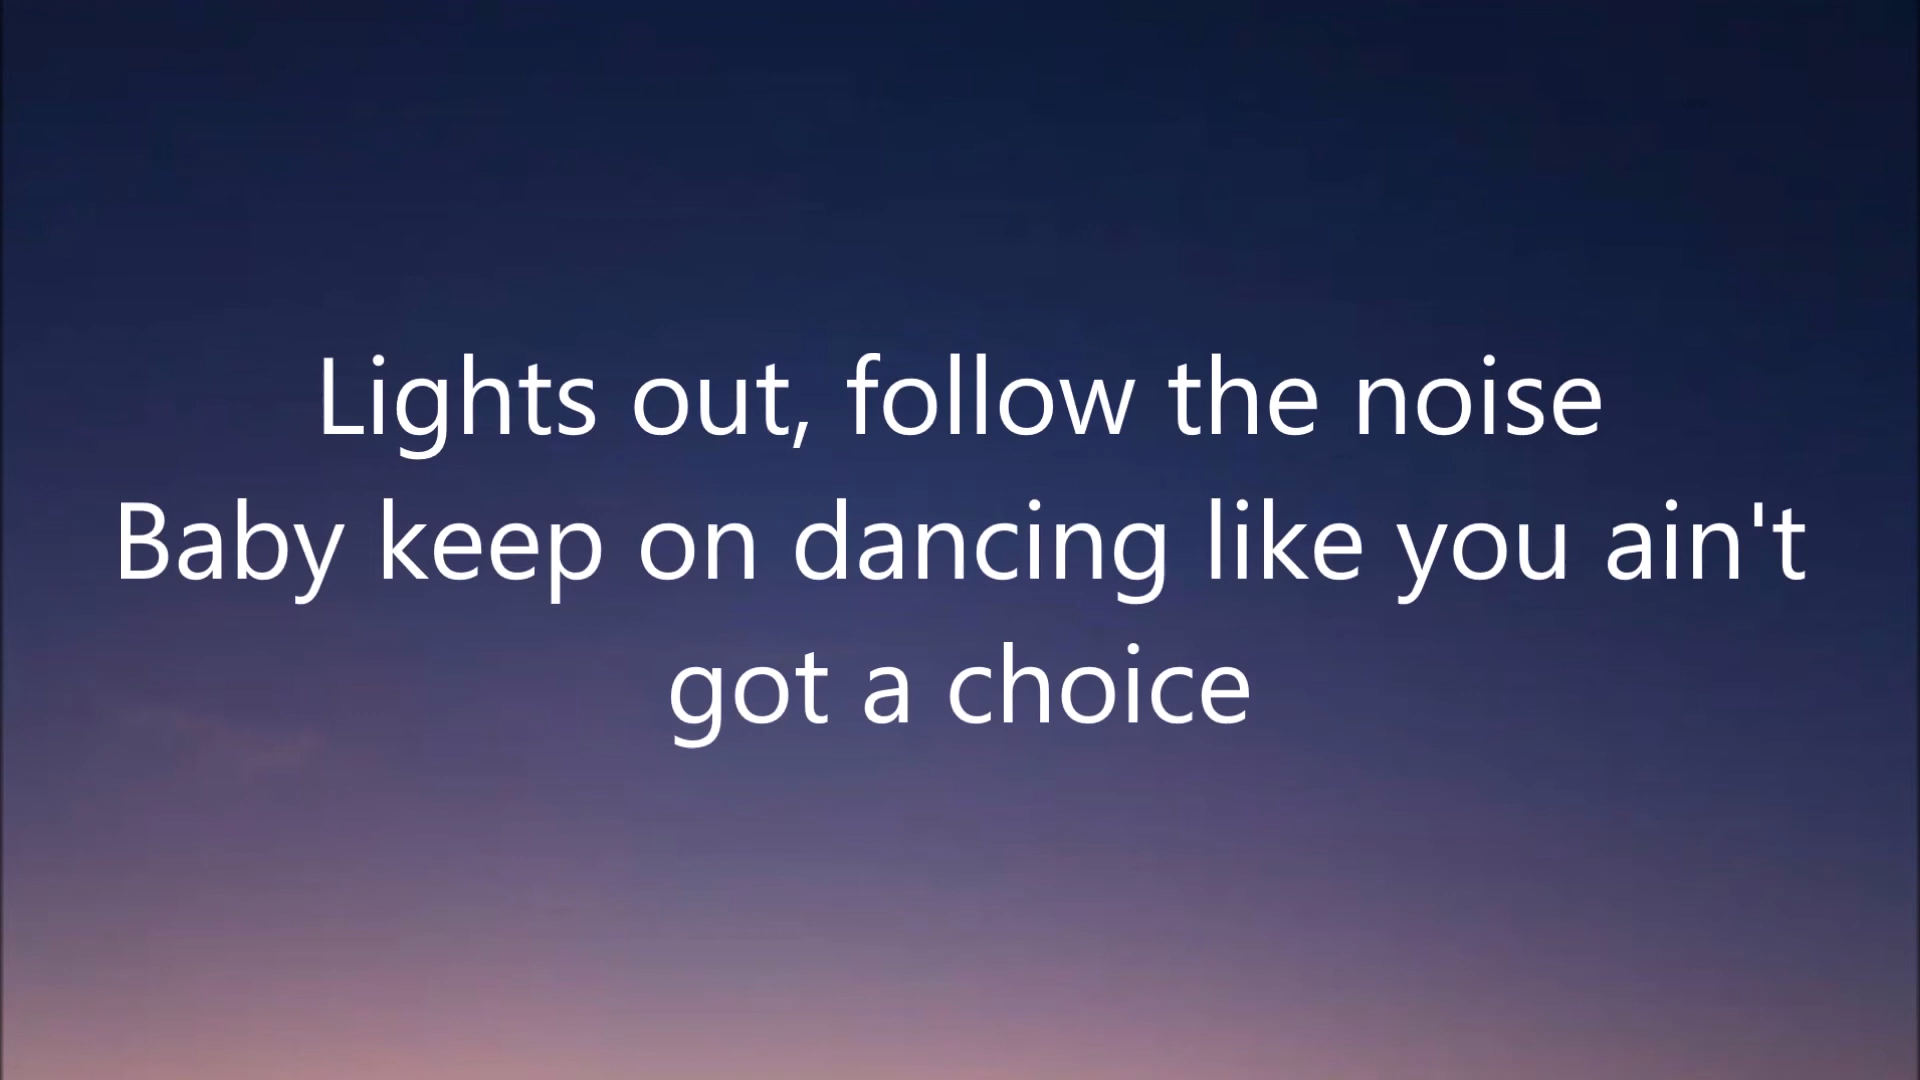 Lights out, follow the noise
Baby keep on dancing like you ain't
got a choice